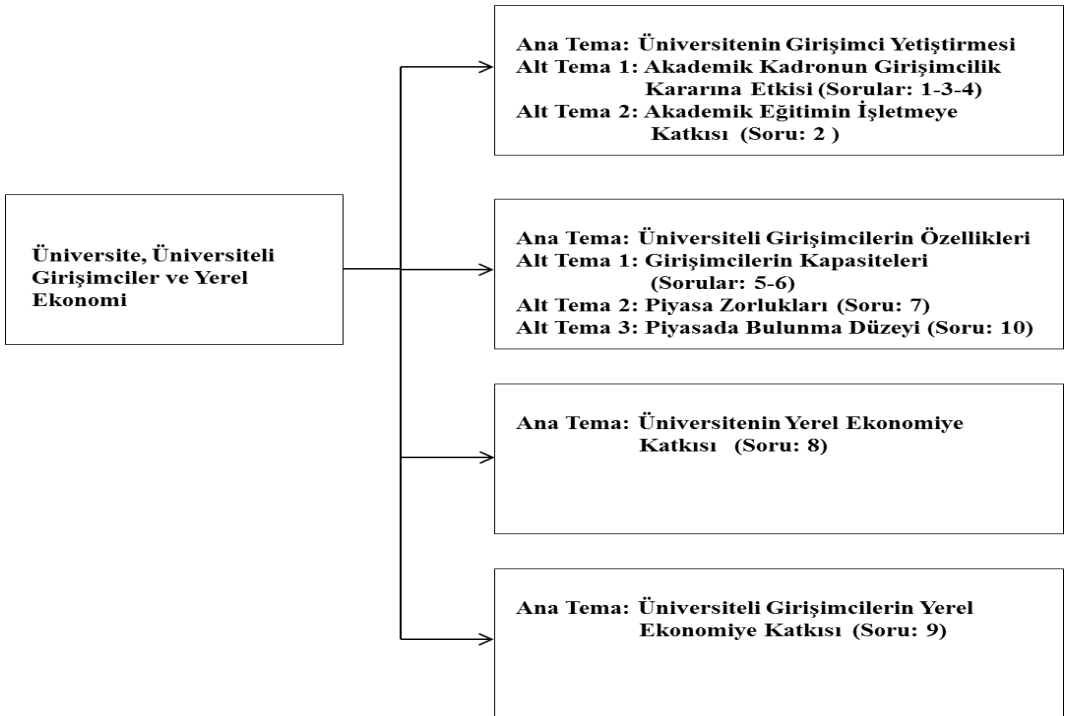 Ana Tema: Üniversitenin Girişimci Yetiştirmesi
Alt Tema 1: Akademik Kadronun Girişimcilik
Kararına Etkisi (Sorular: 1-3-4)
Alt Tema 2: Akademik Eğitimin İşletmeye
Katkısı (Soru: 2 )
Üniversite, Üniversiteli
Girişimciler ve Yerel
Ekonomi
Ana Tema: Üniversiteli Girişimcilerin Özellikleri
Alt Tema 1: Girişimcilerin Kapasiteleri
(Sorular: 5-6)
Alt Tema 2: Piyasa Zorlukları (Soru: 7)
Alt Tema 3: Piyasada Bulunma Düzeyi (Soru: 10)
Ana Tema: Üniversitenin Yerel Ekonomiye
Katkısı (Soru: 8)
Ana Tema: Üniversiteli Girişimcilerin Yerel
Ekonomiye Katkısı (Soru: 9)